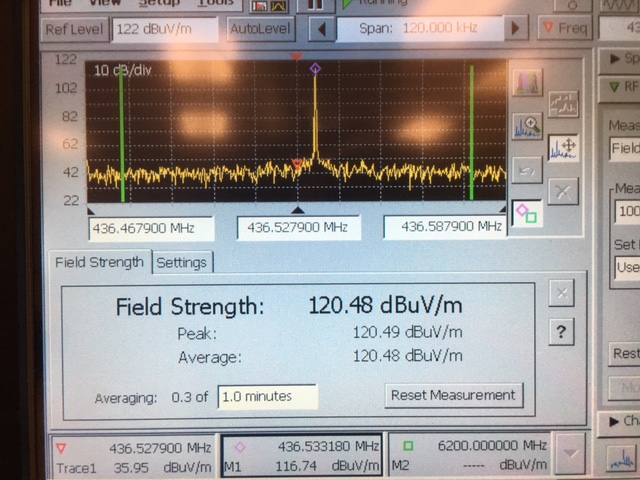 File View Setup Tools Running
Ref Level 122 dBuV/m AutoLevel Span: 120.000 kHz Freq 43
122 10 dB/div
102
82
62
42
22
436.467900 MHz 436.527900 MHz 436.587900 MHz
Sp
RF
Meas
Field
Mea
100
Set
Use
Rest
Cha
Field Strength Settings
Field Strength: 120.48 dBuV/m
Peak: 120.49 dBuV/m
Average: 120.48 dBuV/m
?
Averaging: 0.3 of 1.0 minutes Reset Measurement
436.527900 MHz 436.533180 MHz 6200.000000 MHz
Trace1 35.95 dBuV/m M1 116.74 dBuV/m M2 ----- dBuV/m